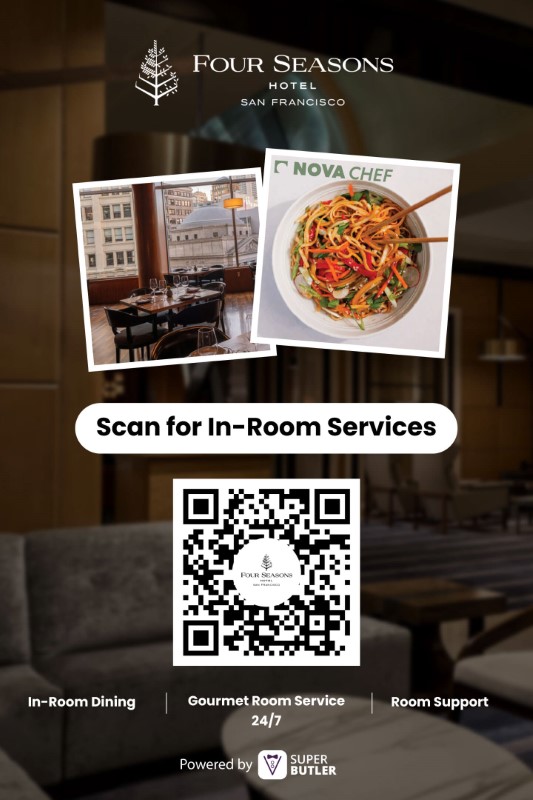 FOUR SEASONS
HOTEL
SAN FRANCISCO
NOVA CHEF
Scan for In-Room Services
FOUR SEASONS
HOTEL
SAN FRANCISCO
In-Room Dining
Gourmet Room Service
24/7
Room Support
Powered by SUPER
BUTLER